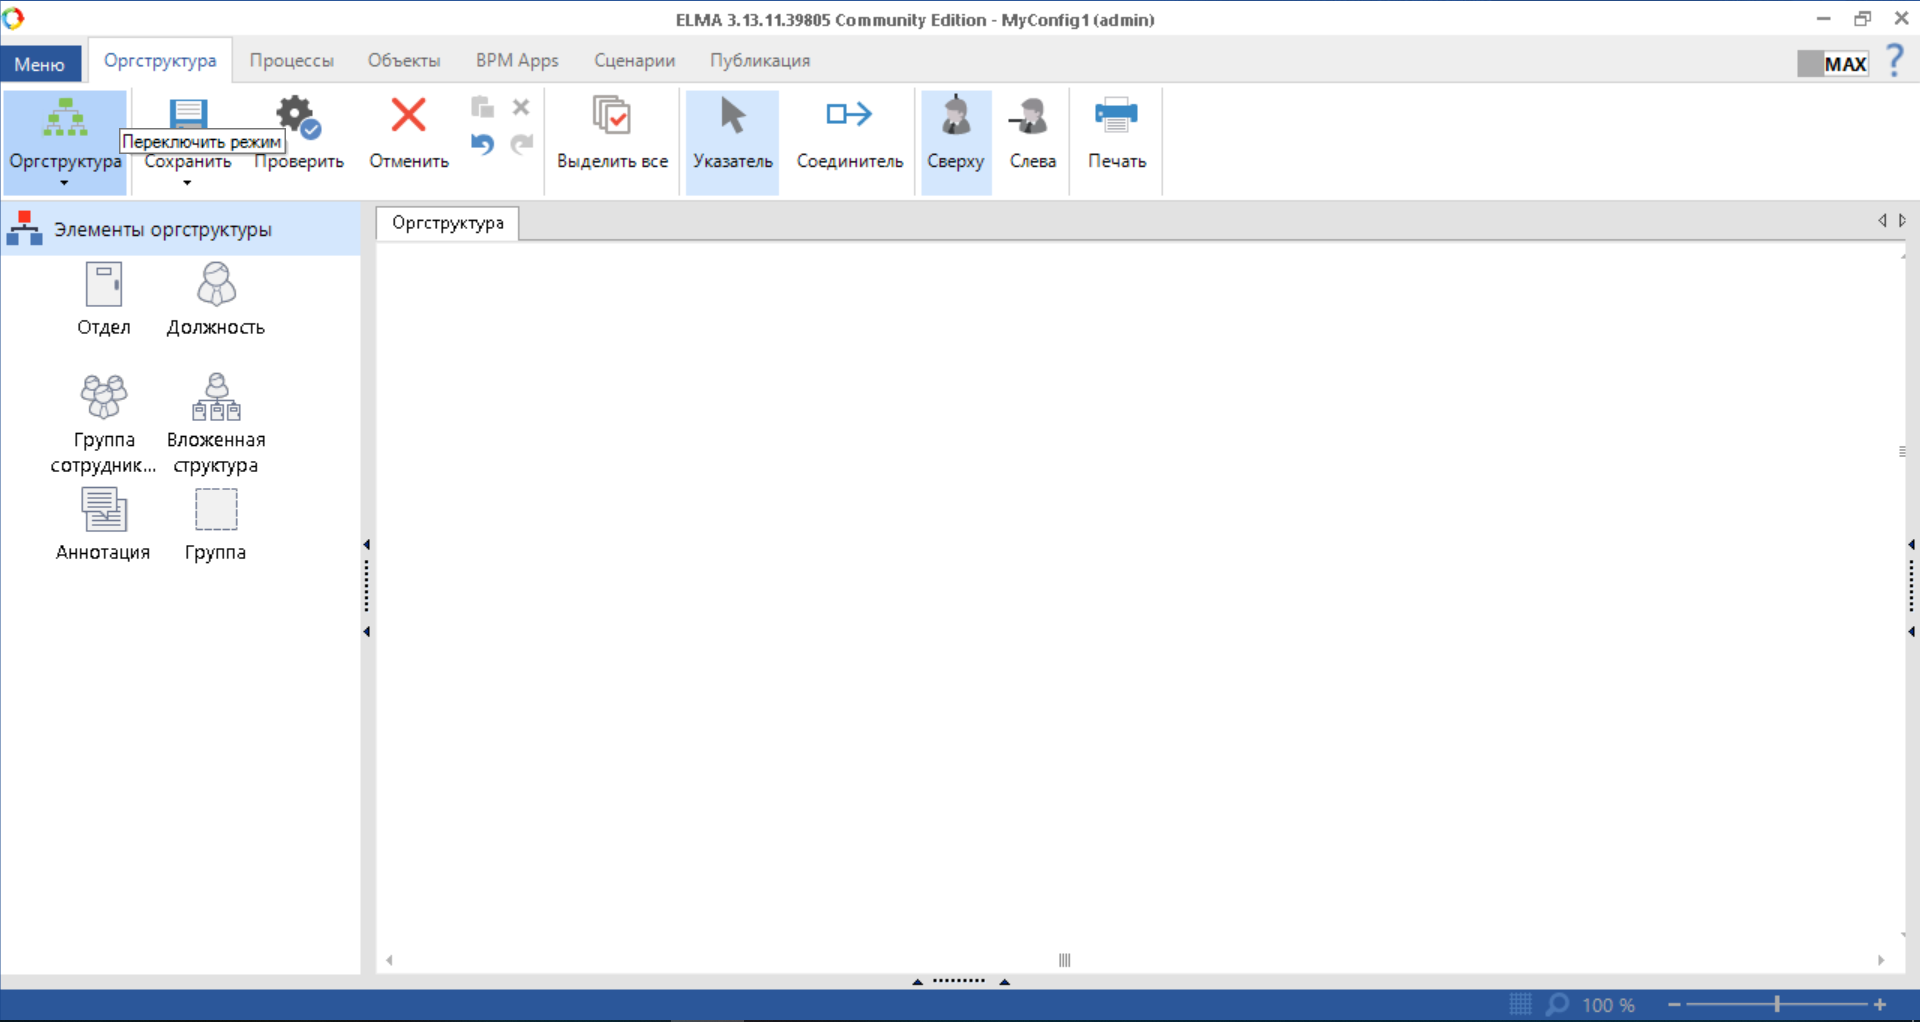 ELMA 3.13.11.39805 Community Edition - MyConfig1 (admin)
Меню
Оргструктура
Процессы
Объекты
BPM Apps
Сценарии
Публикация
MAX
?
Оргструктура
Переключить режим
Сохранить
Проверить
Отменить
Выделить все
Указатель
Соединитель
Сверху
Слева
Печать
Элементы оргструктуры
Оргструктура
Отдел
Должность
Группа
сотрудник...
Вложенная
структура
Аннотация
Группа
100 %